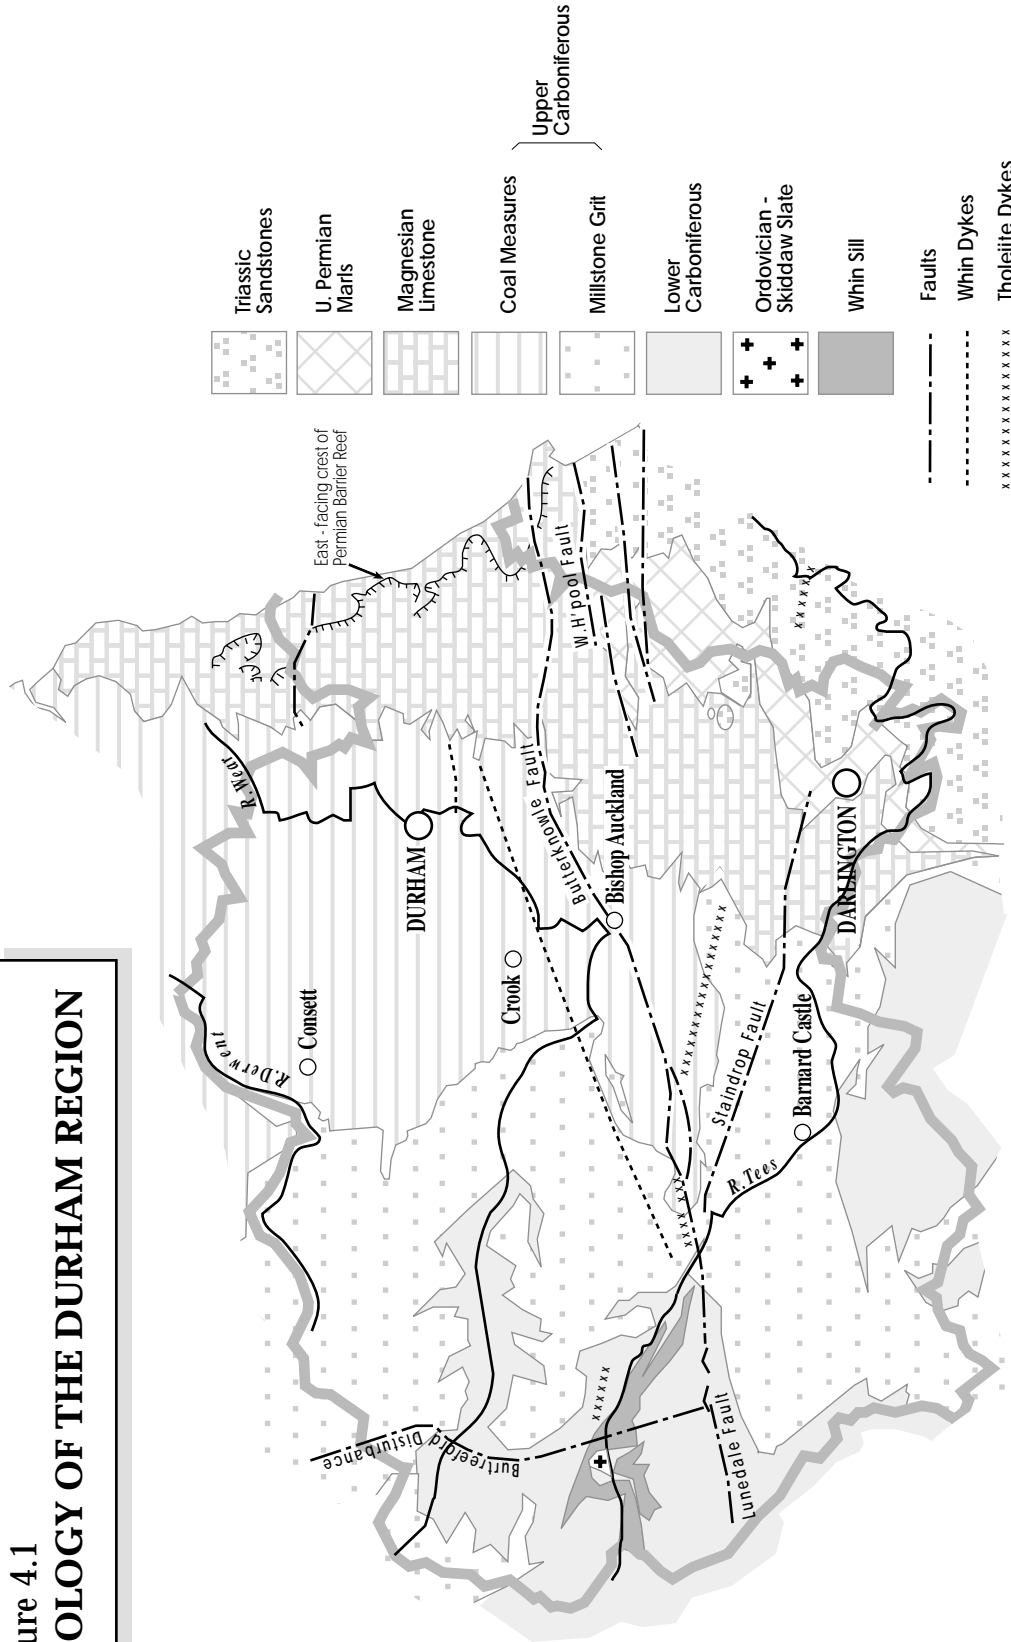 ure 4.1
OLOGY OF THE DURHAM REGION
R.Derwent
Consett
R.Wear
DURHAM
Crook
East - facing crest of
Permian Barrier Reef
Butterknowle Fault
W.H'pool Fault
Bishop Auckland
Staindrop Fault
Barnard Castle
DARLINGTON
R.Tees
Burtreeford Disturbance
Lunedale Fault
Triassic
Sandstones
U. Permian
Marls
Magnesian
Limestone
Coal Measures
Millstone Grit
Upper
Carboniferous
Lower
Carboniferous
Ordovician -
Skiddaw Slate
Whin Sill
Faults
Whin Dykes
Tholeiite Dykes